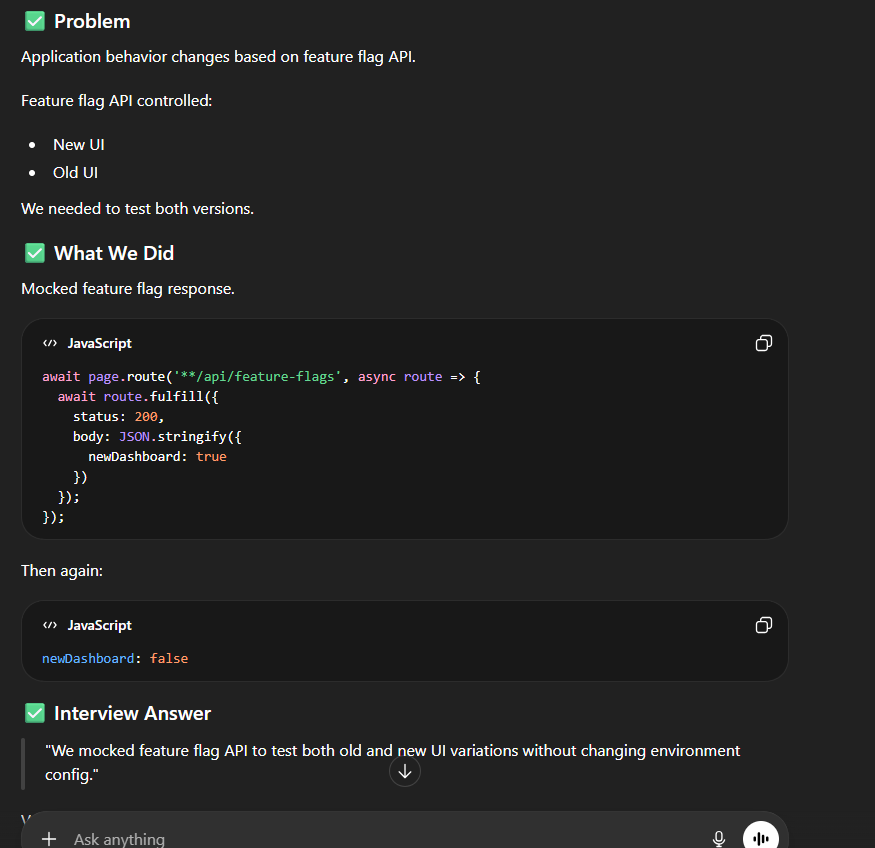 Problem
Application behavior changes based on feature flag API.
Feature flag API controlled:
New UI
Old UI
We needed to test both versions.
What We Did
Mocked feature flag response.
JavaScript
await page.route('**/api/feature-flags', async route => {
  await route.fulfill({
    status: 200,
    body: JSON.stringify({
      newDashboard: true
    })
  });
});
Then again:
JavaScript
newDashboard: false
Interview Answer
"We mocked feature flag API to test both old and new UI variations without changing environment
config."
Ask anything